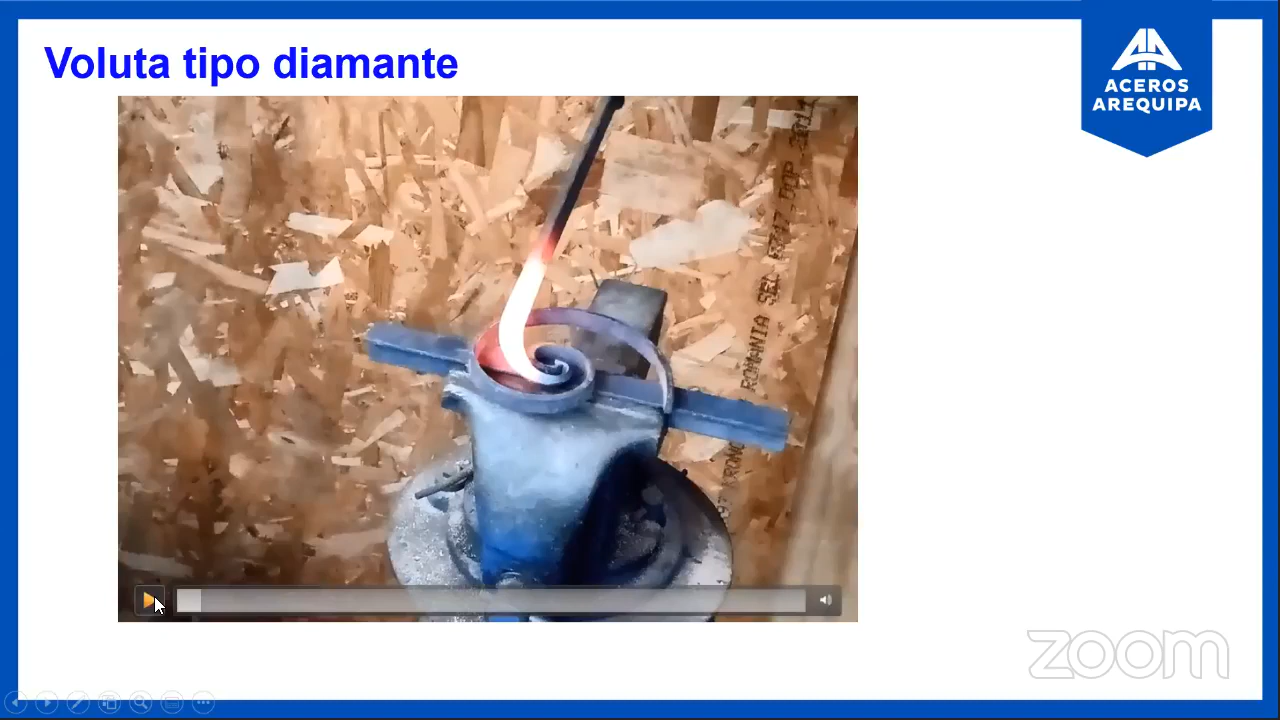 Voluta tipo diamante
ACEROS
AREQUIPA
ROMANIA
zoom